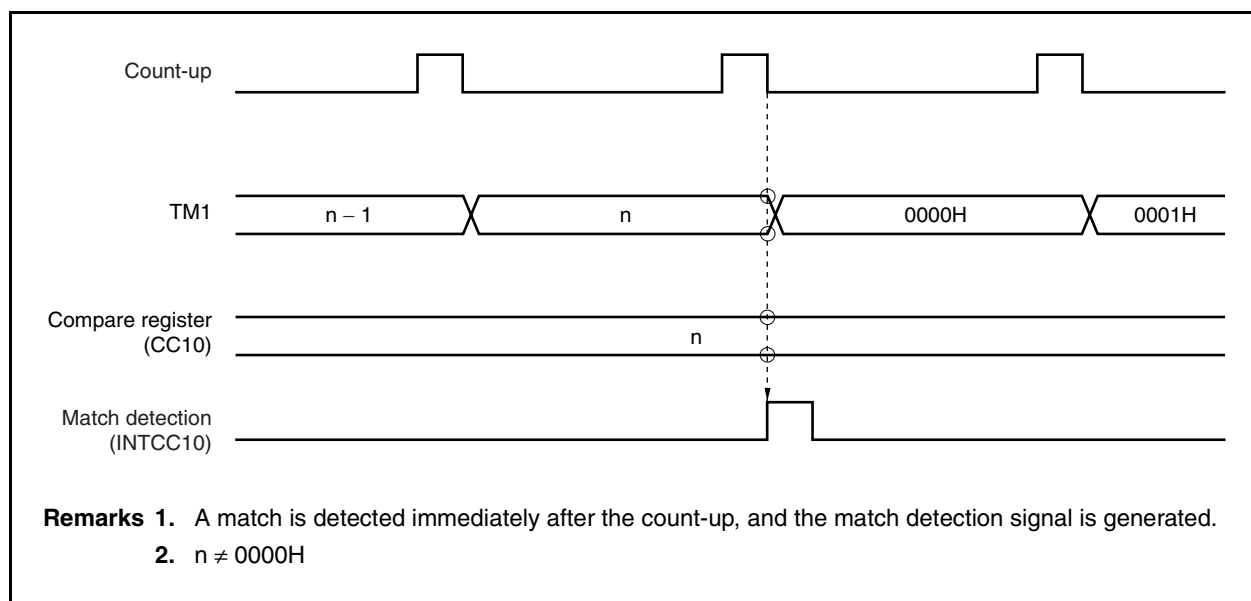 Count-up
TM1
n – 1
n
0000H
0001H
Compare register
(CC10)
n
Match detection
(INTCC10)
Remarks 1. A match is detected immediately after the count-up, and the match detection signal is generated.
2. n ≠ 0000H